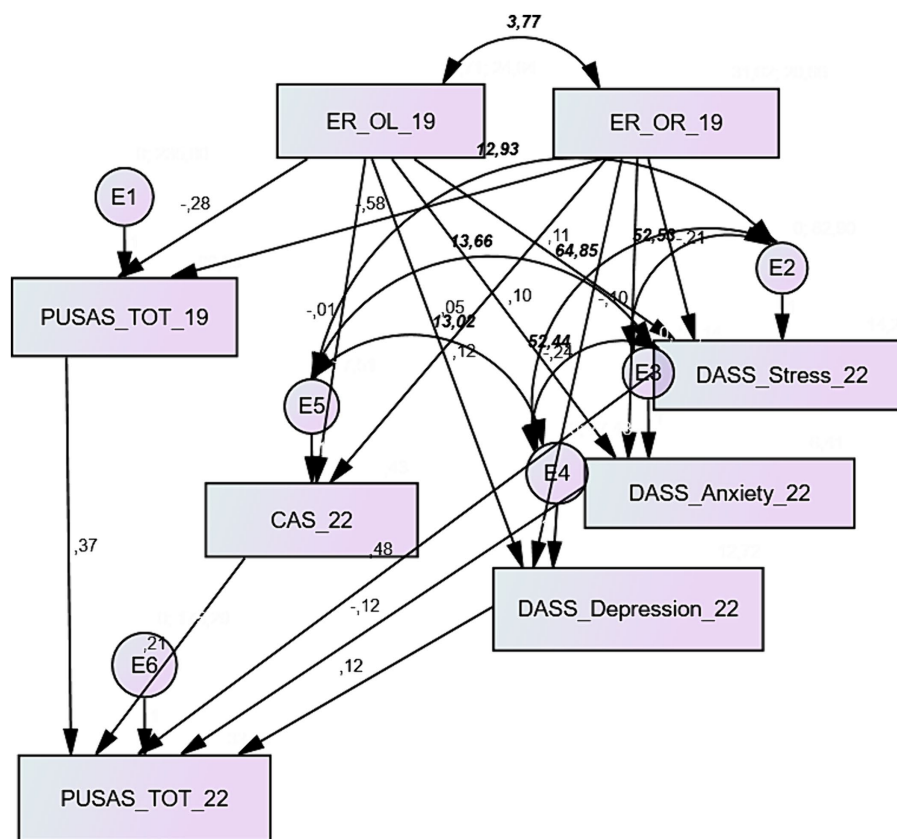 3,77
ER_OL_19
ER_OR_19
12,93
E1
-,28
-,58
,11
52,53
-,21
13,66
64,85
E2
PUSAS_TOT_19
-,01
,05
,10
-,10
13,02
,12
52,44
-,24
E3
DASS_Stress_22
E5
E4
DASS_Anxiety_22
CAS_22
,37
,48
-,12
DASS_Depression_22
,21
E6
,12
PUSAS_TOT_22